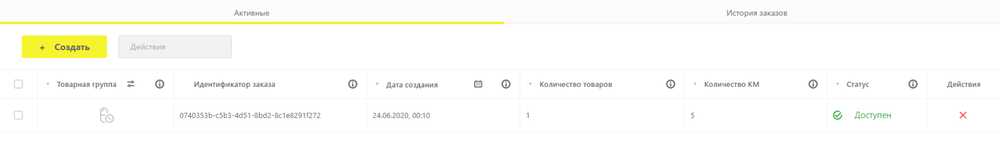 Активные История заказов
+ Создать Действия
Товарная группа Идентификатор заказа Дата создания Количество товаров Количество КМ Статус Действия
0740353b-c5b3-4d51-8bd2-8c1e8291f272 24.06.2020, 00:10 1 5 Доступен